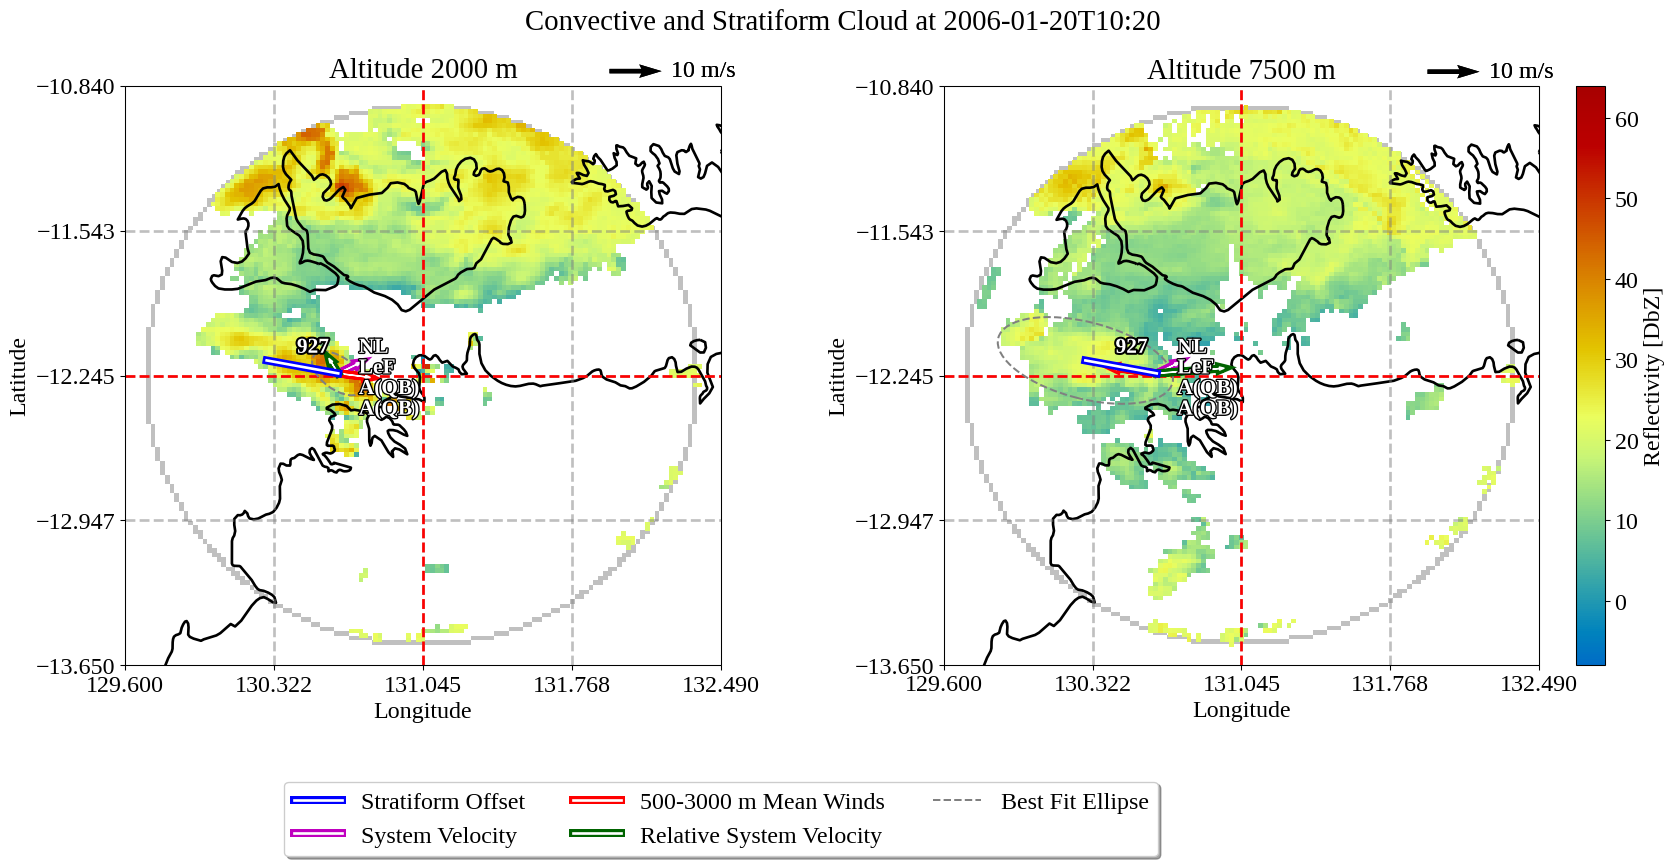 Convective and Stratiform Cloud at 2006-01-20T10:20
Altitude 2000 m
10 m/s
−10.840
−11.543
−12.245
−12.947
−13.650
129.600
130.322
131.045
131.768
132.490
Latitude
Longitude
927
NL
LeF
A(QB)
A(QB)
Altitude 7500 m
10 m/s
−10.840
−11.543
−12.245
−12.947
−13.650
129.600
130.322
131.045
131.768
132.490
Latitude
Longitude
927
NL
LeF
A(QB)
A(QB)
60
50
40
30
20
10
0
Reflectivity [DbZ]
Stratiform Offset
System Velocity
500-3000 m Mean Winds
Relative System Velocity
Best Fit Ellipse